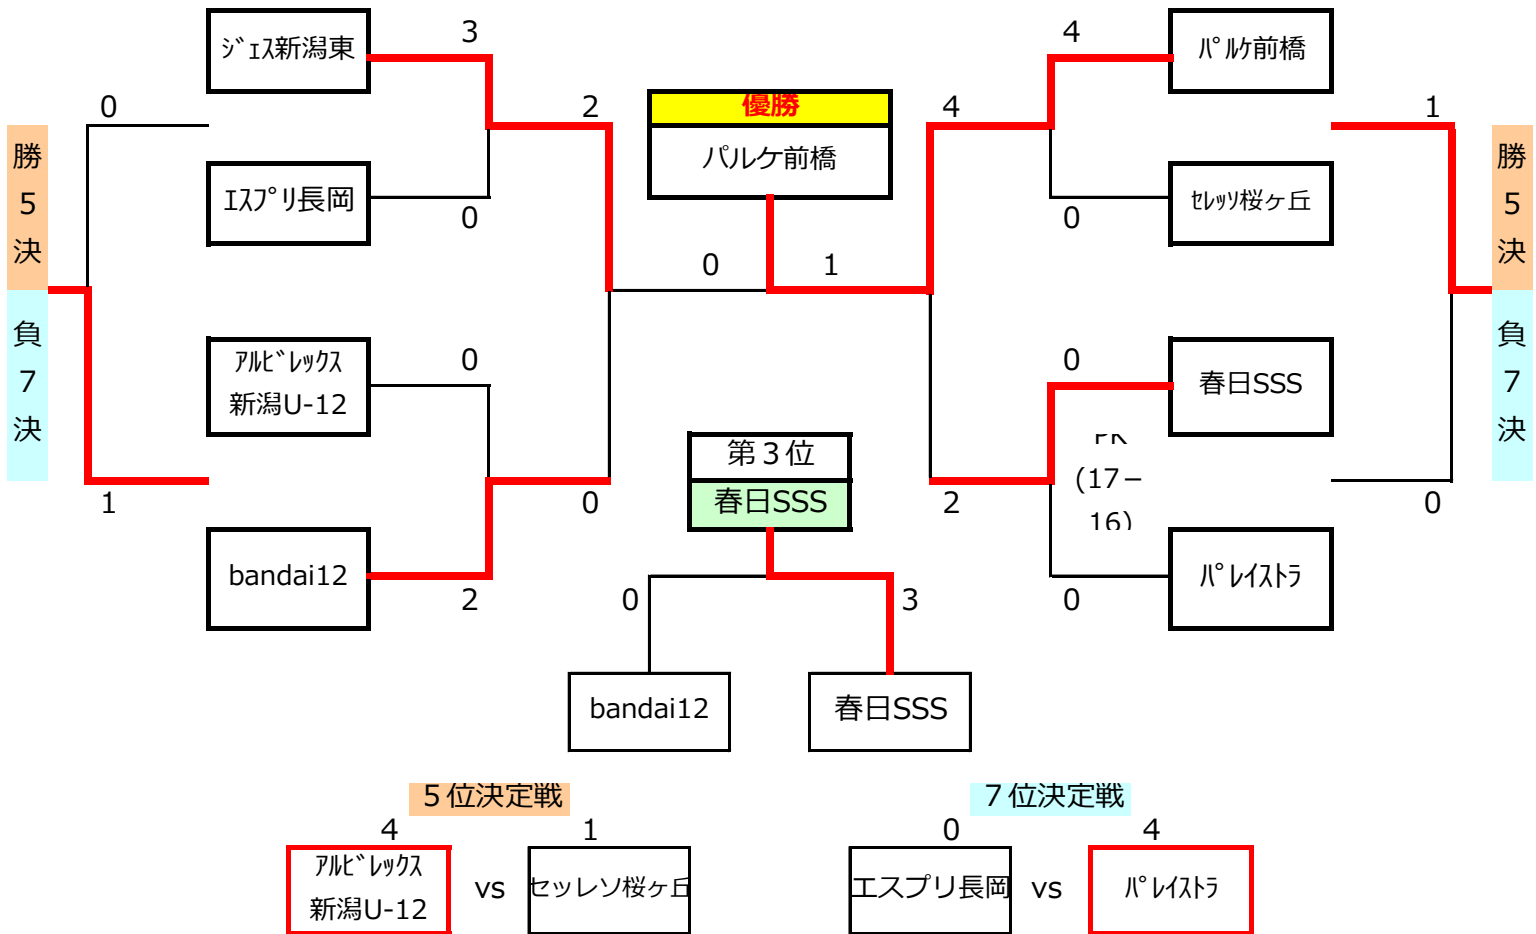 3
4
ｼﾞｪｽ新潟東
ﾊﾟﾙｹ前橋
0
2
優勝
4
1
パルケ前橋
勝
5
決
負
7
決
勝
5
決
負
7
決
ｴｽﾌﾟﾘ長岡
ｾﾚｯｿ桜ヶ丘
0
0
0
1
ｱﾙﾋﾞﾚｯｸｽ
新潟U-12
0
0
春日SSS
PK
(17－
16)
第３位
春日SSS
1
0
2
0
bandai12
2
0
3
0
ﾊﾟﾚｲｽﾄﾗ
bandai12
春日SSS
５位決定戦
4
1
ｱﾙﾋﾞﾚｯｸｽ
新潟U-12
vs
セッレソ桜ヶ丘
７位決定戦
0
4
エスプリ長岡
vs
ﾊﾟﾚｲｽﾄﾗ